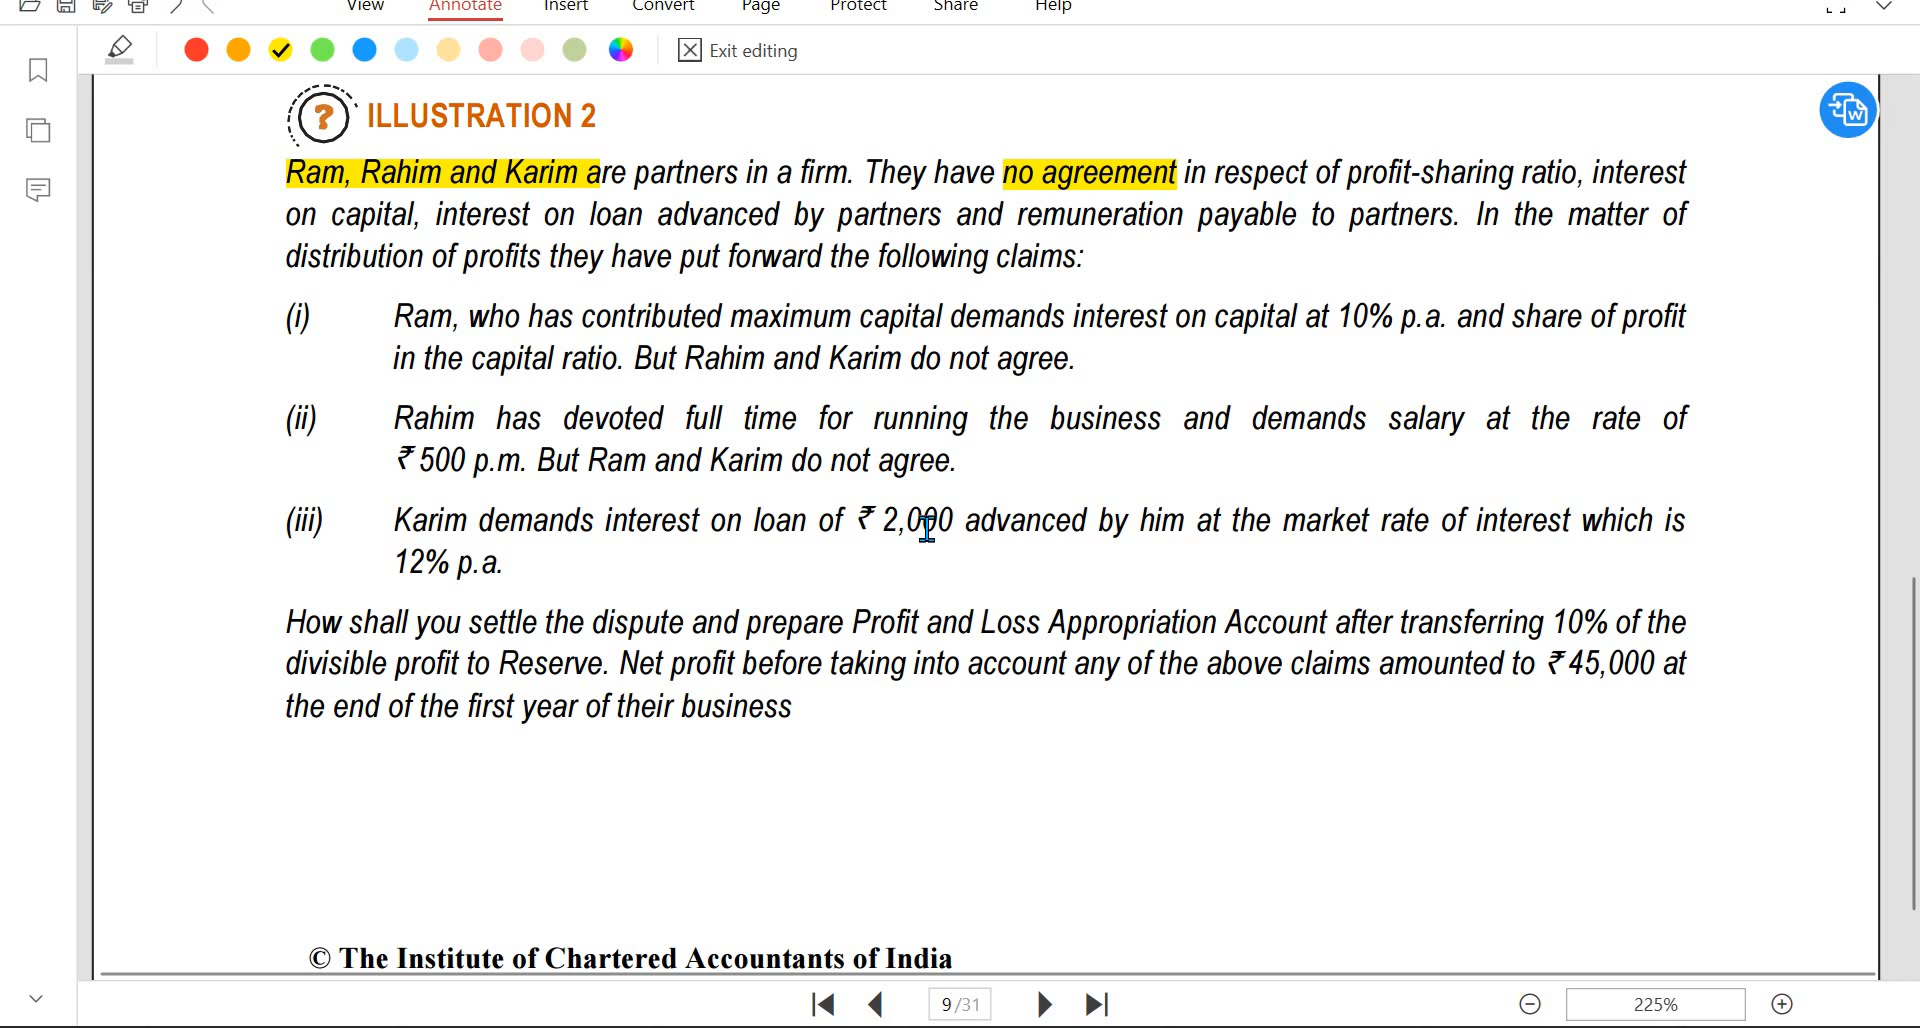 View Annotate Insert Convert Page Protect Share Help
Exit editing
? ILLUSTRATION 2
Ram, Rahim and Karim are partners in a firm. They have no agreement in respect of profit-sharing ratio, interest
on capital, interest on loan advanced by partners and remuneration payable to partners. In the matter of
distribution of profits they have put forward the following claims:
(i) Ram, who has contributed maximum capital demands interest on capital at 10% p.a. and share of profit
in the capital ratio. But Rahim and Karim do not agree.
(ii) Rahim has devoted full time for running the business and demands salary at the rate of
₹ 500 p.m. But Ram and Karim do not agree.
(iii) Karim demands interest on loan of ₹ 2,000 advanced by him at the market rate of interest which is
12% p.a.
How shall you settle the dispute and prepare Profit and Loss Appropriation Account after transferring 10% of the
divisible profit to Reserve. Net profit before taking into account any of the above claims amounted to ₹ 45,000 at
the end of the first year of their business
© The Institute of Chartered Accountants of India
9 /31
225%